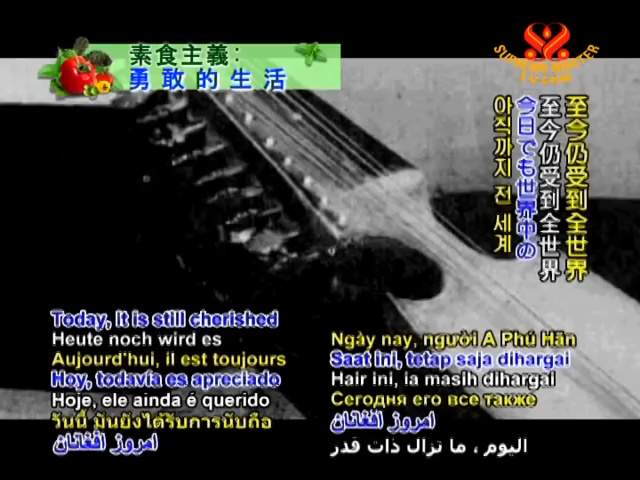 素食主義：
勇敢的生活
SUPREME MASTER
TV.COM
至今仍受到全世界
至今仍受到全世界
今日でも世界中の
아직까지 전 세계
Today, it is still cherished
Heute noch wird es
Aujourd'hui, il est toujours
Hoy, todavía es apreciado
Hoje, ele ainda é querido
วันนี้ มันยังได้รับการนับถือ
امروز افغانان
Ngày nay, người A Phú Hãn
Saat ini, tetap saja dihargai
Hair ini, ia masih dihargai
Сегодня его все также
امروز افغانان
اليوم ، ما تزال ذات قدر